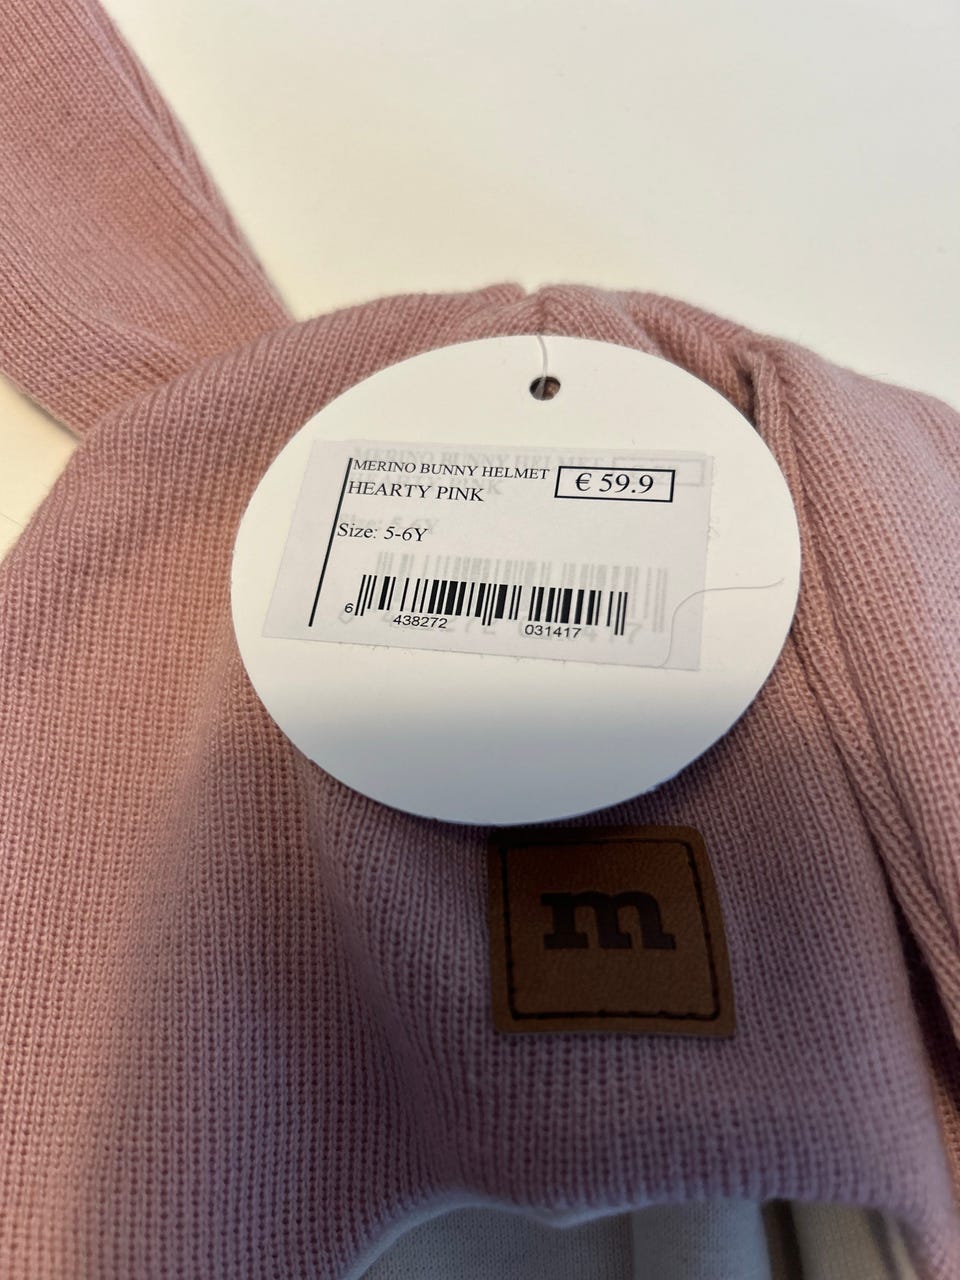 MERINO BUNNY HELMET € 59.9
HEARTY PINK
Size: 5-6Y
6 438272 031417
m